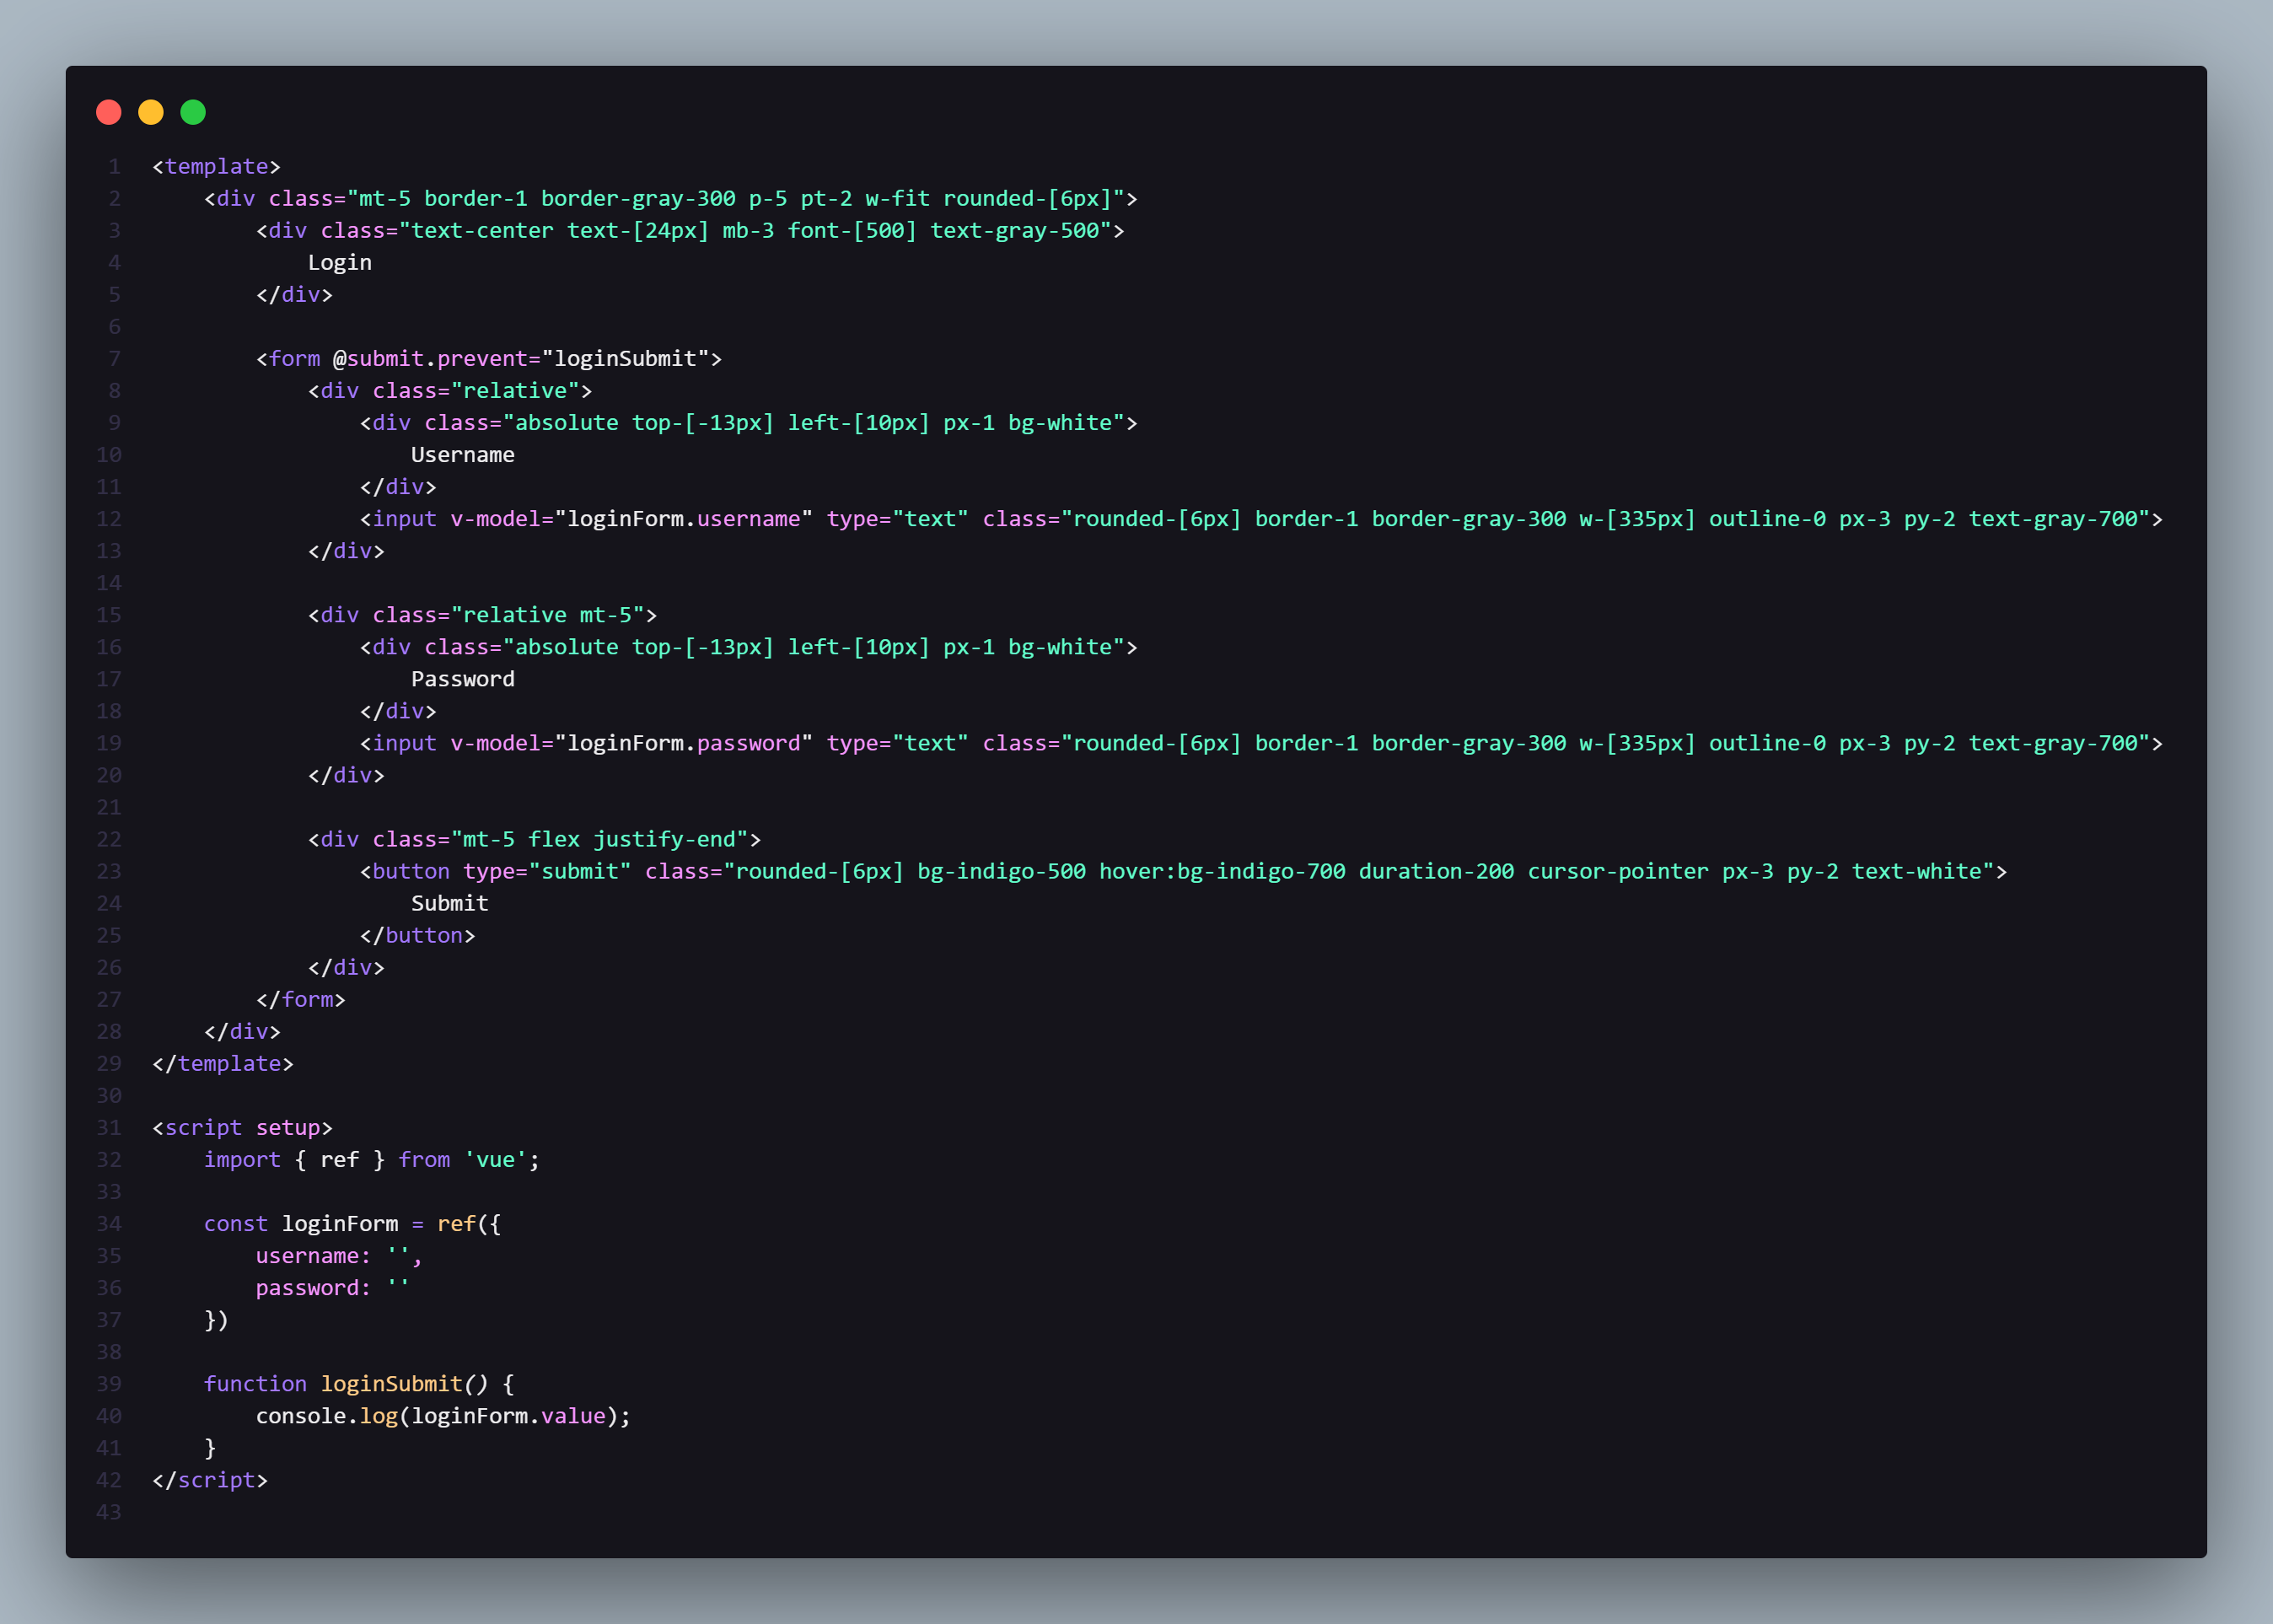 1 <template>
2     <div class="mt-5 border-1 border-gray-300 p-5 pt-2 w-fit rounded-[6px]">
3         <div class="text-center text-[24px] mb-3 font-[500] text-gray-500">
4             Login
5         </div>
6
7         <form @submit.prevent="loginSubmit">
8             <div class="relative">
9                 <div class="absolute top-[-13px] left-[10px] px-1 bg-white">
10                     Username
11                 </div>
12                 <input v-model="loginForm.username" type="text" class="rounded-[6px] border-1 border-gray-300 w-[335px] outline-0 px-3 py-2 text-gray-700">
13             </div>
14
15             <div class="relative mt-5">
16                 <div class="absolute top-[-13px] left-[10px] px-1 bg-white">
17                     Password
18                 </div>
19                 <input v-model="loginForm.password" type="text" class="rounded-[6px] border-1 border-gray-300 w-[335px] outline-0 px-3 py-2 text-gray-700">
20             </div>
21
22             <div class="mt-5 flex justify-end">
23                 <button type="submit" class="rounded-[6px] bg-indigo-500 hover:bg-indigo-700 duration-200 cursor-pointer px-3 py-2 text-white">
24                     Submit
25                 </button>
26             </div>
27         </form>
28     </div>
29 </template>
30
31 <script setup>
32     import { ref } from 'vue';
33
34     const loginForm = ref({
35         username: '',
36         password: ''
37     })
38
39     function loginSubmit() {
40         console.log(loginForm.value);
41     }
42 </script>
43